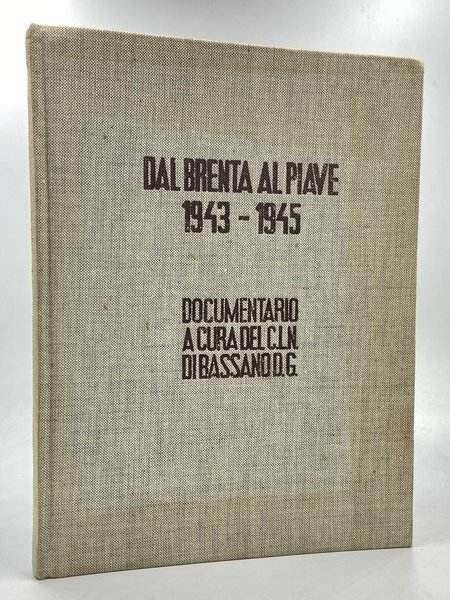 DAL BRENTA AL PIAVE
1943 - 1945
DOCUMENTARIO
A CURA DEL C.L.N.
DI BASSANO D.G.